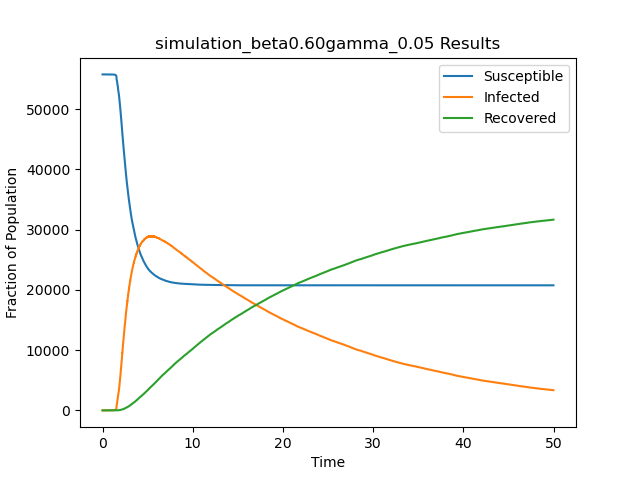 simulation_beta0.60gamma_0.05 Results
Susceptible
Infected
Recovered
Fraction of Population
50000
40000
30000
20000
10000
0
0 10 20 30 40 50
Time